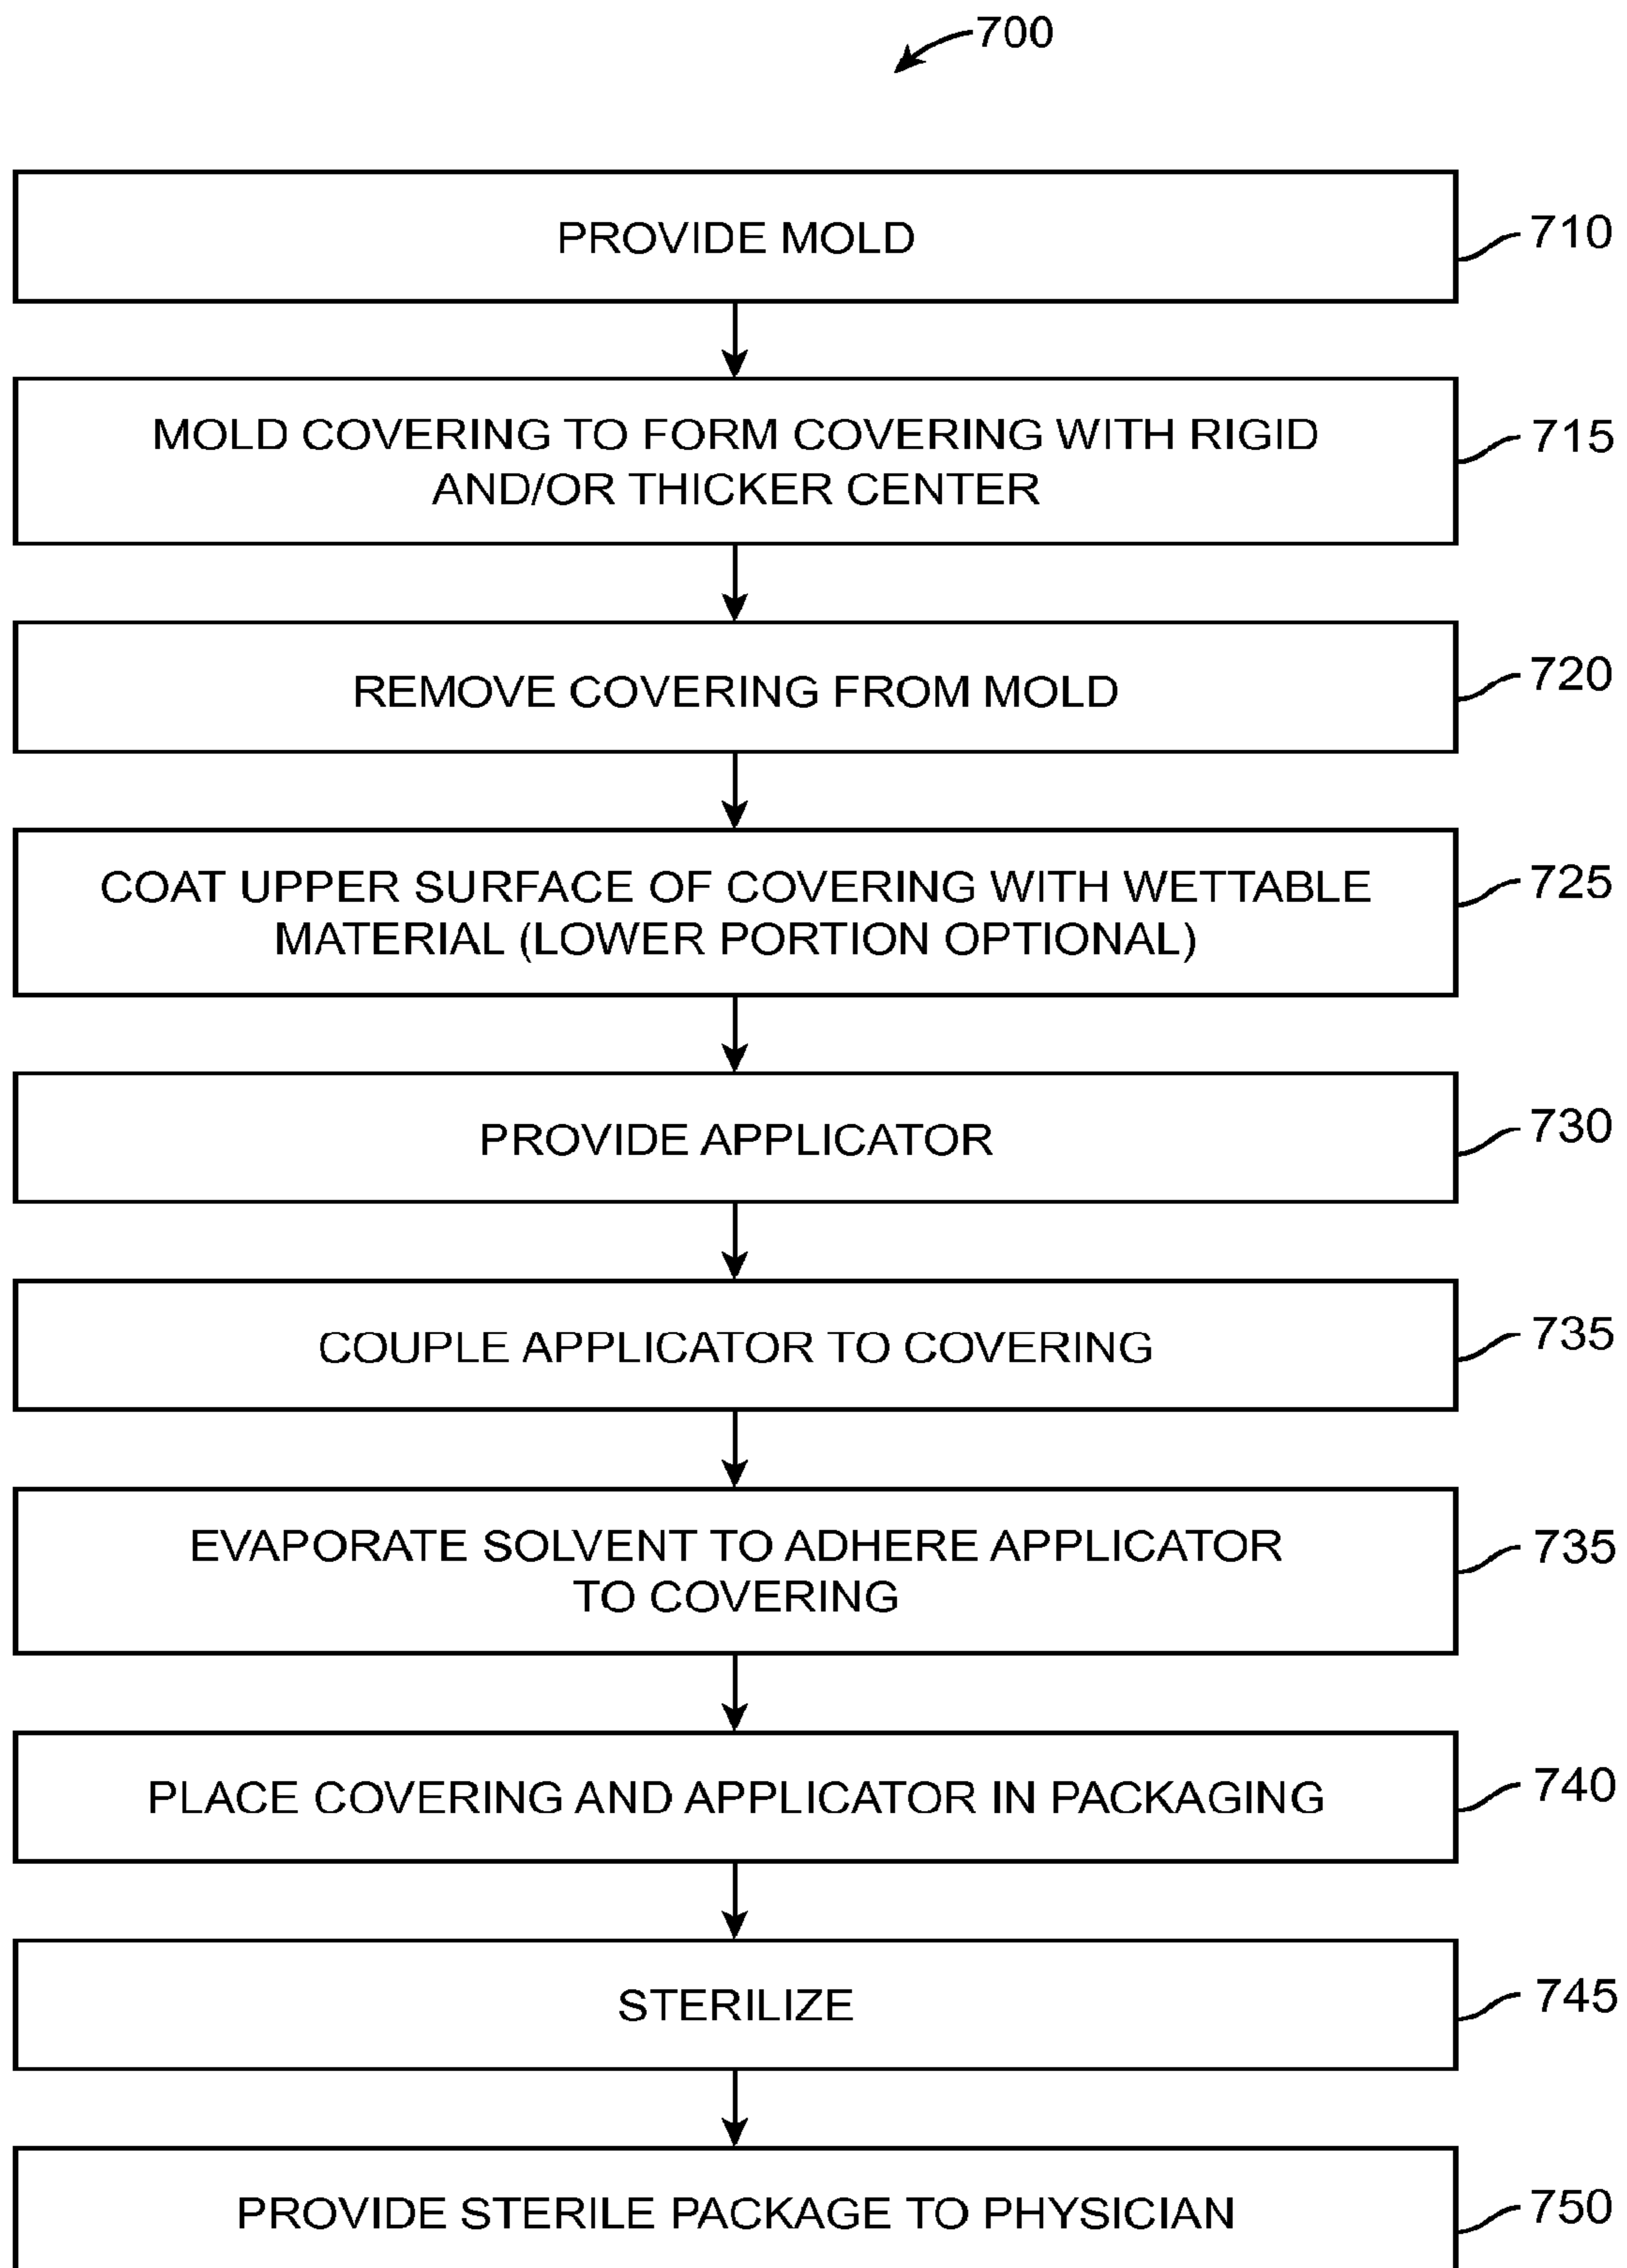 700
PROVIDE MOLD
710
MOLD COVERING TO FORM COVERING WITH RIGID
AND/OR THICKER CENTER
715
REMOVE COVERING FROM MOLD
720
COAT UPPER SURFACE OF COVERING WITH WETTABLE
MATERIAL (LOWER PORTION OPTIONAL)
725
PROVIDE APPLICATOR
730
COUPLE APPLICATOR TO COVERING
735
EVAPORATE SOLVENT TO ADHERE APPLICATOR
TO COVERING
735
PLACE COVERING AND APPLICATOR IN PACKAGING
740
STERILIZE
745
PROVIDE STERILE PACKAGE TO PHYSICIAN
750